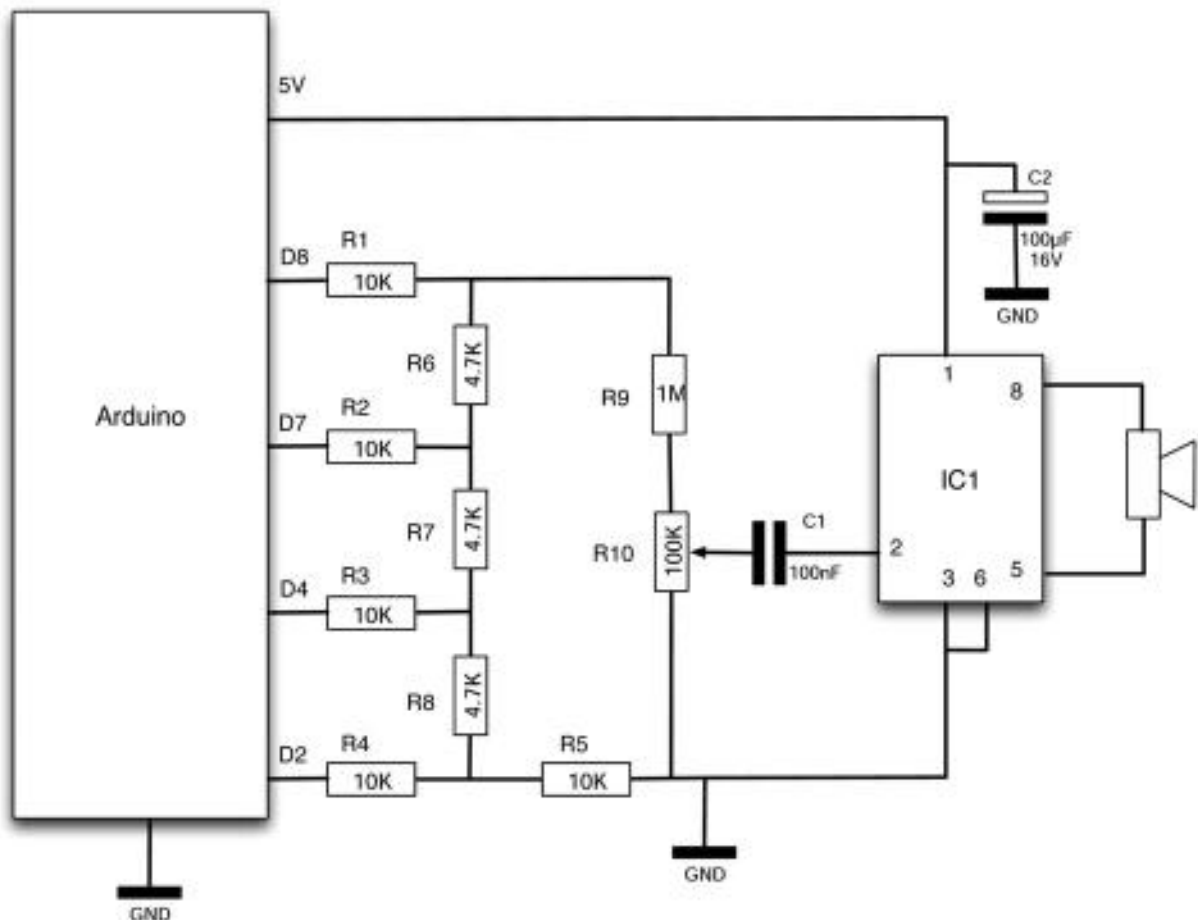 5V
C2
100µF
16V
GND
D8
R1
10K
R6
4.7K
R9
1M
1
8
Arduino
D7
R2
10K
IC1
R7
4.7K
R10
100K
C1
100nF
2
3
6
5
D4
R3
10K
R8
4.7K
D2
R4
10K
R5
10K
GND
GND